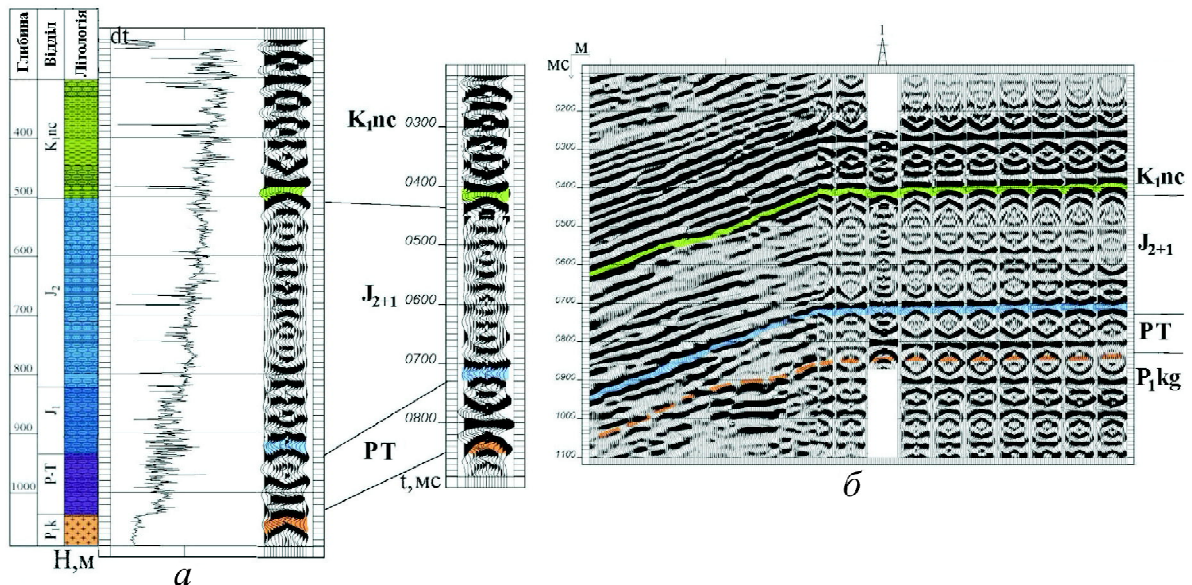 Глибина
Відділ
Літологія
dt
400
500
600
700
800
900
1000
K₁nc
J₂
J₁
P-T
P₁k
Н,м
а
K₁nc
J₂₊₁
PT
0300
0400
0500
0600
0700
0800
t,мс
м
мс
1
0200
0300
0400
0500
0600
0700
0800
0900
1000
1100
K₁nc
J₂₊₁
PT
P₁kg
б